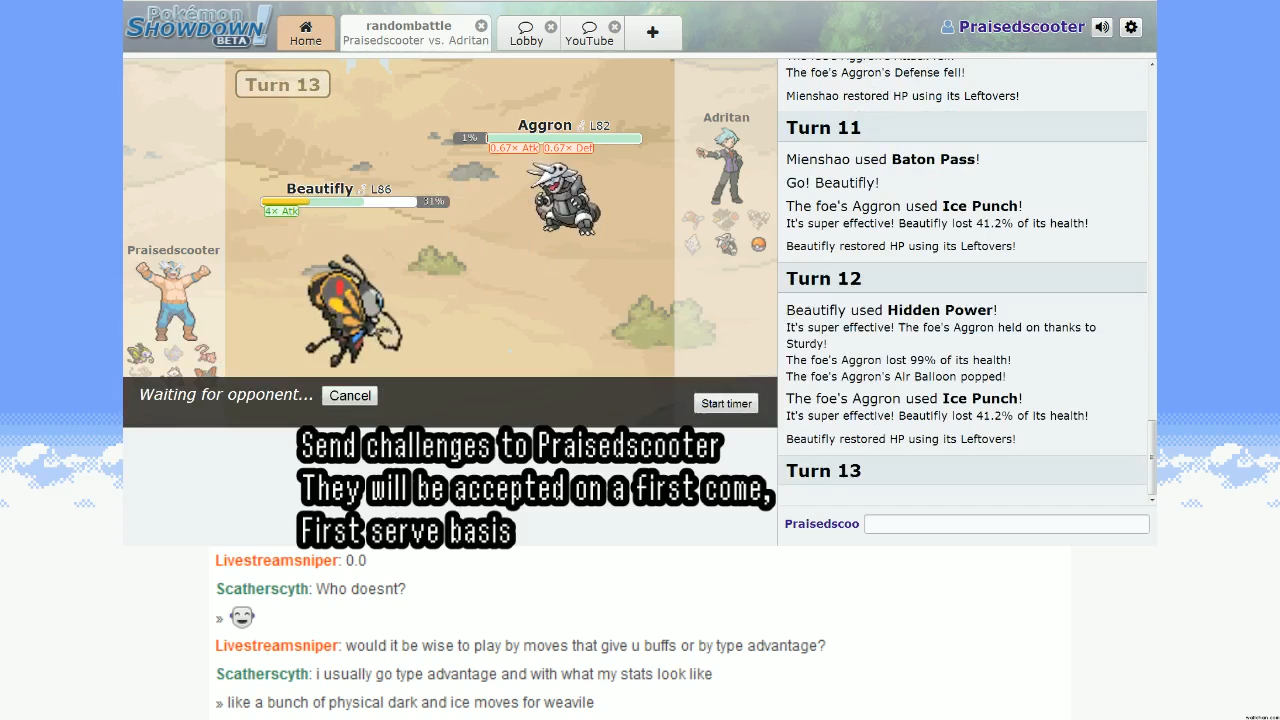 Pokémon
SHOWDOWN!
BETA
Home
randombattle
Praisedscooter vs. Adritan
Lobby
YouTube
+
Praisedscooter
Turn 13
Adritan
Aggron L82
1%
0.67× Atk 0.67× Def
Beautifly L86
31%
4× Atk
Praisedscooter
Waiting for opponent...
Cancel
Start timer
The foe's Aggron's Defense fell!
Mienshao restored HP using its Leftovers!
Turn 11
Mienshao used Baton Pass!
Go! Beautifly!
The foe's Aggron used Ice Punch!
It's super effective! Beautifly lost 41.2% of its health!
Beautifly restored HP using its Leftovers!
Turn 12
Beautifly used Hidden Power!
It's super effective! The foe's Aggron held on thanks to
Sturdy!
The foe's Aggron lost 99% of its health!
The foe's Aggron's Air Balloon popped!
The foe's Aggron used Ice Punch!
It's super effective! Beautifly lost 41.2% of its health!
Beautifly restored HP using its Leftovers!
Turn 13
Praisedscoo
Send challenges to Praisedscooter
They will be accepted on a first come,
First serve basis
Livestreamsniper: 0.0
Scatherscyth: Who doesnt?
»
Livestreamsniper: would it be wise to play by moves that give u buffs or by type advantage?
Scatherscyth: i usually go type advantage and with what my stats look like
» like a bunch of physical dark and ice moves for weavile